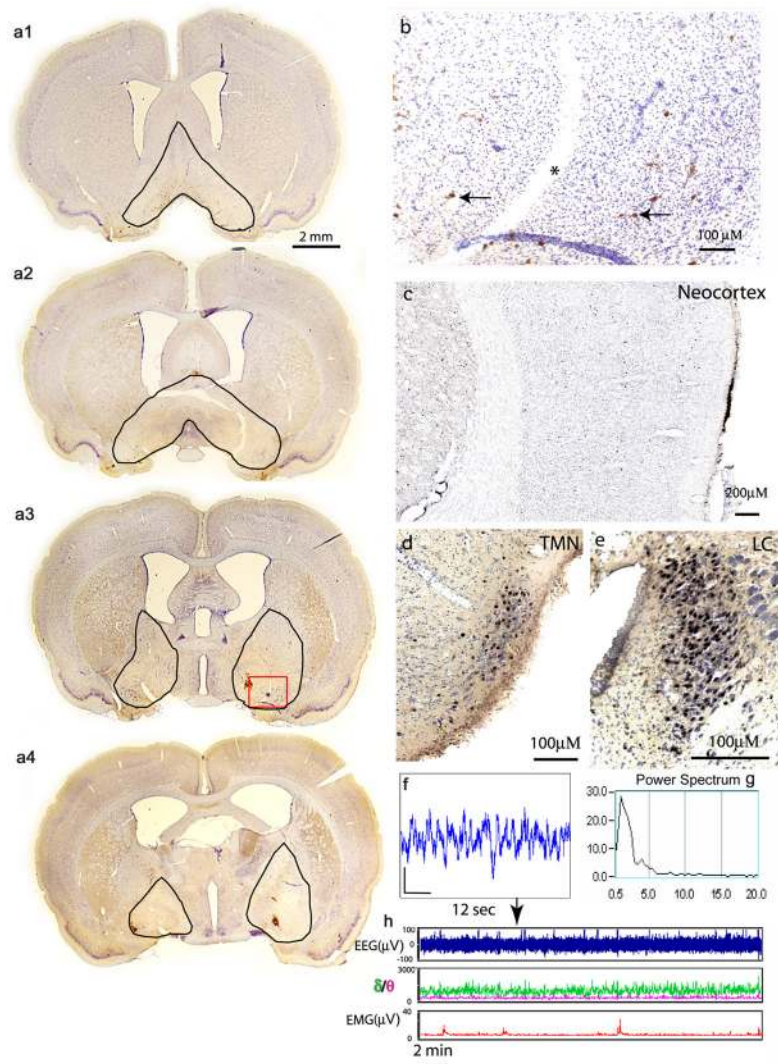 a1
2 mm
a2
a3
a4
b
*
100 µM
c
Neocortex
200µM
d
TMN
100µM
e
LC
100µM
f
12 sec
Power Spectrum g
30.0
20.0
10.0
0.0
0.5 5.0 10.0 15.0 20.0
h
EEG(µV)
100
0
-100
δ/θ
3000
0
EMG(µV)
40
0
2 min